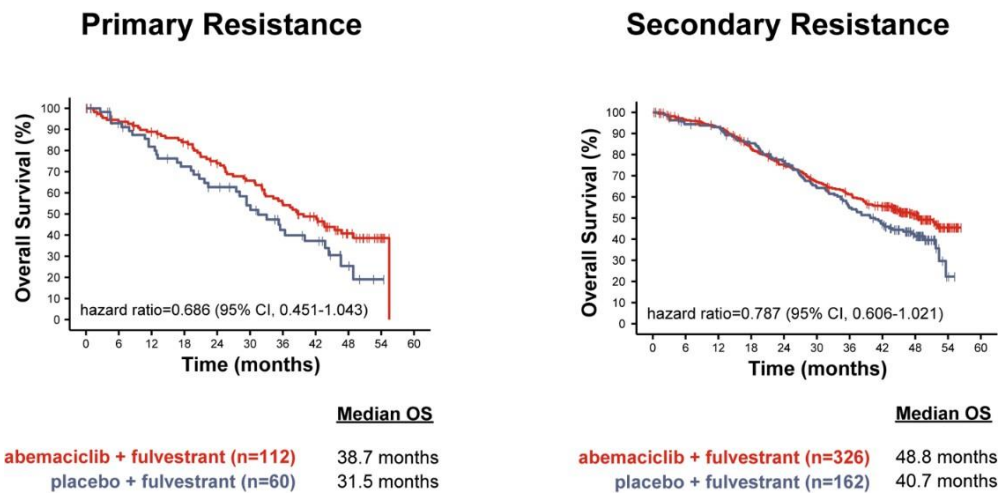 Primary Resistance
Overall Survival (%)
100
90
80
70
60
50
40
30
20
10
0
hazard ratio=0.686 (95% CI, 0.451-1.043)
0 6 12 18 24 30 36 42 48 54 60
Time (months)
Median OS
abemaciclib + fulvestrant (n=112) 38.7 months
placebo + fulvestrant (n=60) 31.5 months
Secondary Resistance
Overall Survival (%)
100
90
80
70
60
50
40
30
20
10
0
hazard ratio=0.787 (95% CI, 0.606-1.021)
0 6 12 18 24 30 36 42 48 54 60
Time (months)
Median OS
abemaciclib + fulvestrant (n=326) 48.8 months
placebo + fulvestrant (n=162) 40.7 months